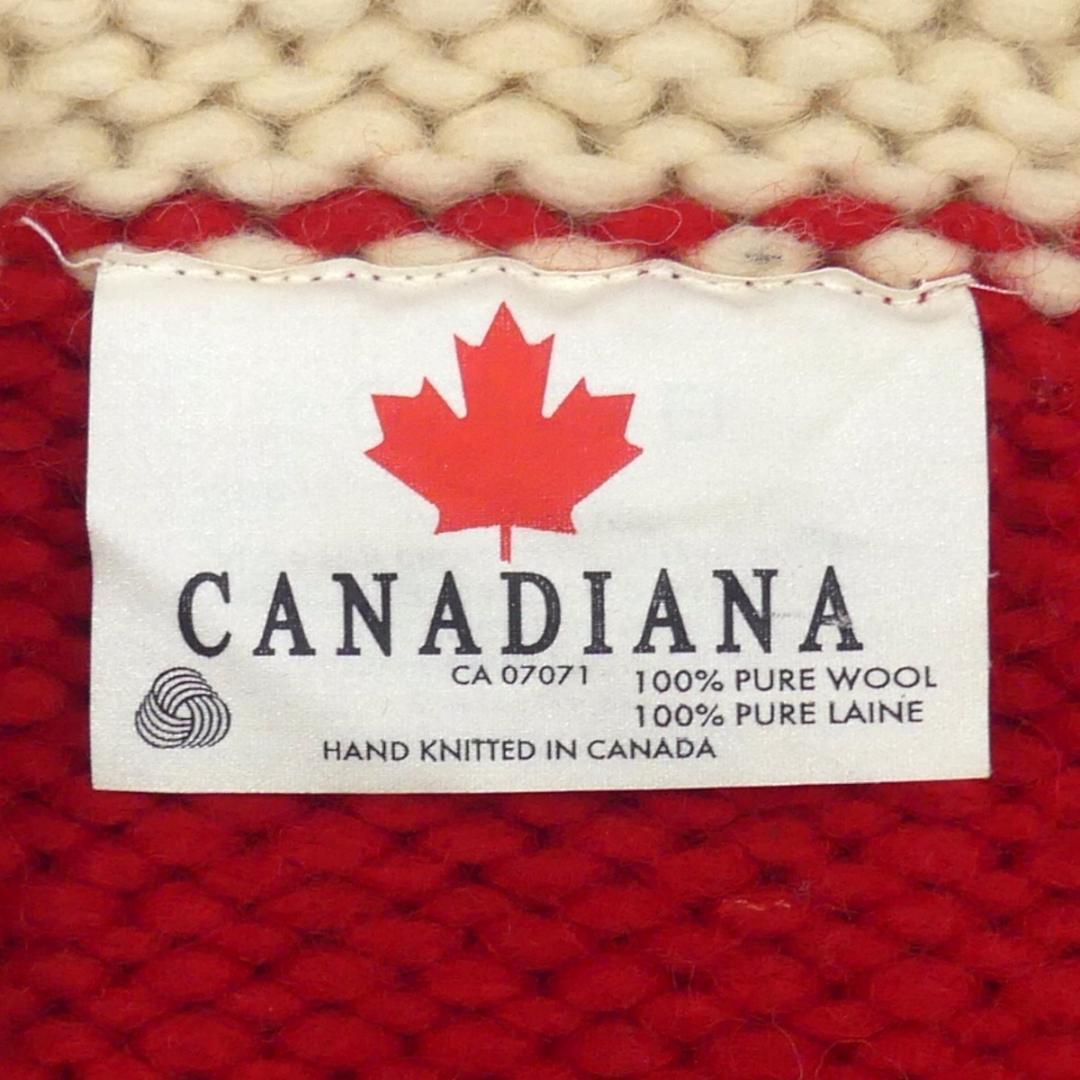 CANADIANA
CA 07071
100% PURE WOOL
100% PURE LAINE
HAND KNITTED IN CANADA